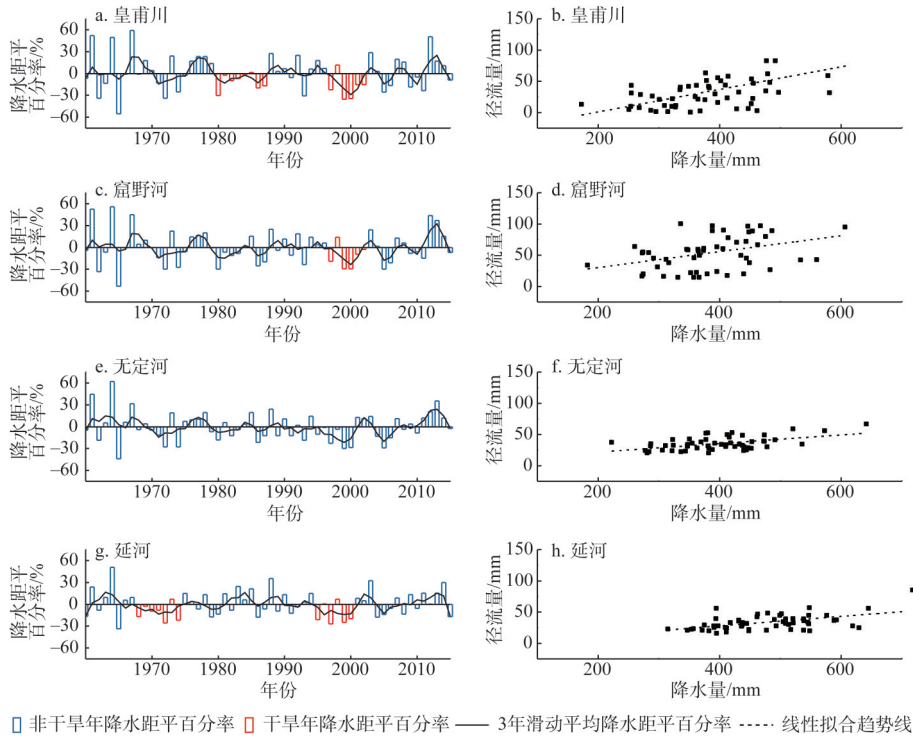 a. 皇甫川
降水距平
百分率/%
60
30
0
−30
−60
1970
1980
1990
2000
2010
年份
b. 皇甫川
径流量/mm
150
100
50
0
200
400
600
降水量/mm
c. 窟野河
降水距平
百分率/%
60
30
0
−30
−60
1970
1980
1990
2000
2010
年份
d. 窟野河
径流量/mm
150
100
50
0
200
400
600
降水量/mm
e. 无定河
降水距平
百分率/%
60
30
0
−30
−60
1970
1980
1990
2000
2010
年份
f. 无定河
径流量/mm
150
100
50
0
200
400
600
降水量/mm
g. 延河
降水距平
百分率/%
60
30
0
−30
−60
1970
1980
1990
2000
2010
年份
h. 延河
径流量/mm
150
100
50
0
200
400
600
降水量/mm
非干旱年降水距平百分率 干旱年降水距平百分率 3年滑动平均降水距平百分率 线性拟合趋势线